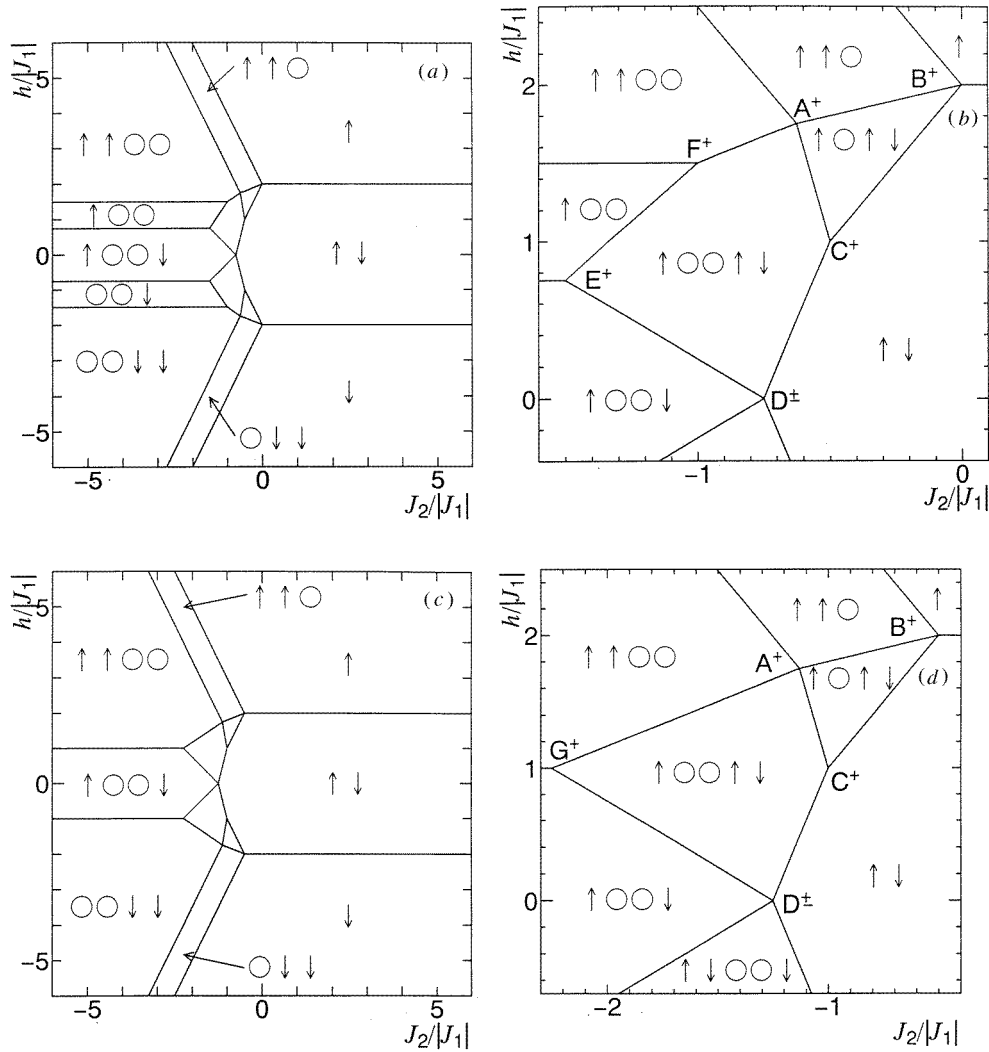 h/|J₁|
5
0
−5
−5
0
5
J₂/|J₁|
(a)
↑ ↑ ○
↑ ↑ ○○
↑
↑ ○○
↑ ○○ ↓
↑ ↓
○○ ↓
○○ ↓ ↓
↓
○ ↓ ↓
h/|J₁|
2
1
0
−1
0
J₂/|J₁|
(b)
↑ ↑ ○○
↑ ↑ ○
↑
B⁺
A⁺
↑ ○ ↑ ↓
F⁺
↑ ○○
C⁺
↑ ○○ ↑ ↓
E⁺
↑ ↓
↑ ○○ ↓
D±
h/|J₁|
5
0
−5
−5
0
5
J₂/|J₁|
(c)
↑ ↑ ○
↑ ↑ ○○
↑
↑ ○○ ↓
↑ ↓
○○ ↓ ↓
↓
○ ↓ ↓
h/|J₁|
2
1
0
−2
−1
J₂/|J₁|
(d)
↑ ↑ ○
↑
B⁺
↑ ↑ ○○
A⁺
↑ ○ ↑ ↓
G⁺
↑ ○○ ↑ ↓
C⁺
↑ ↓
↑ ○○ ↓
D±
↑ ↓ ○○ ↓